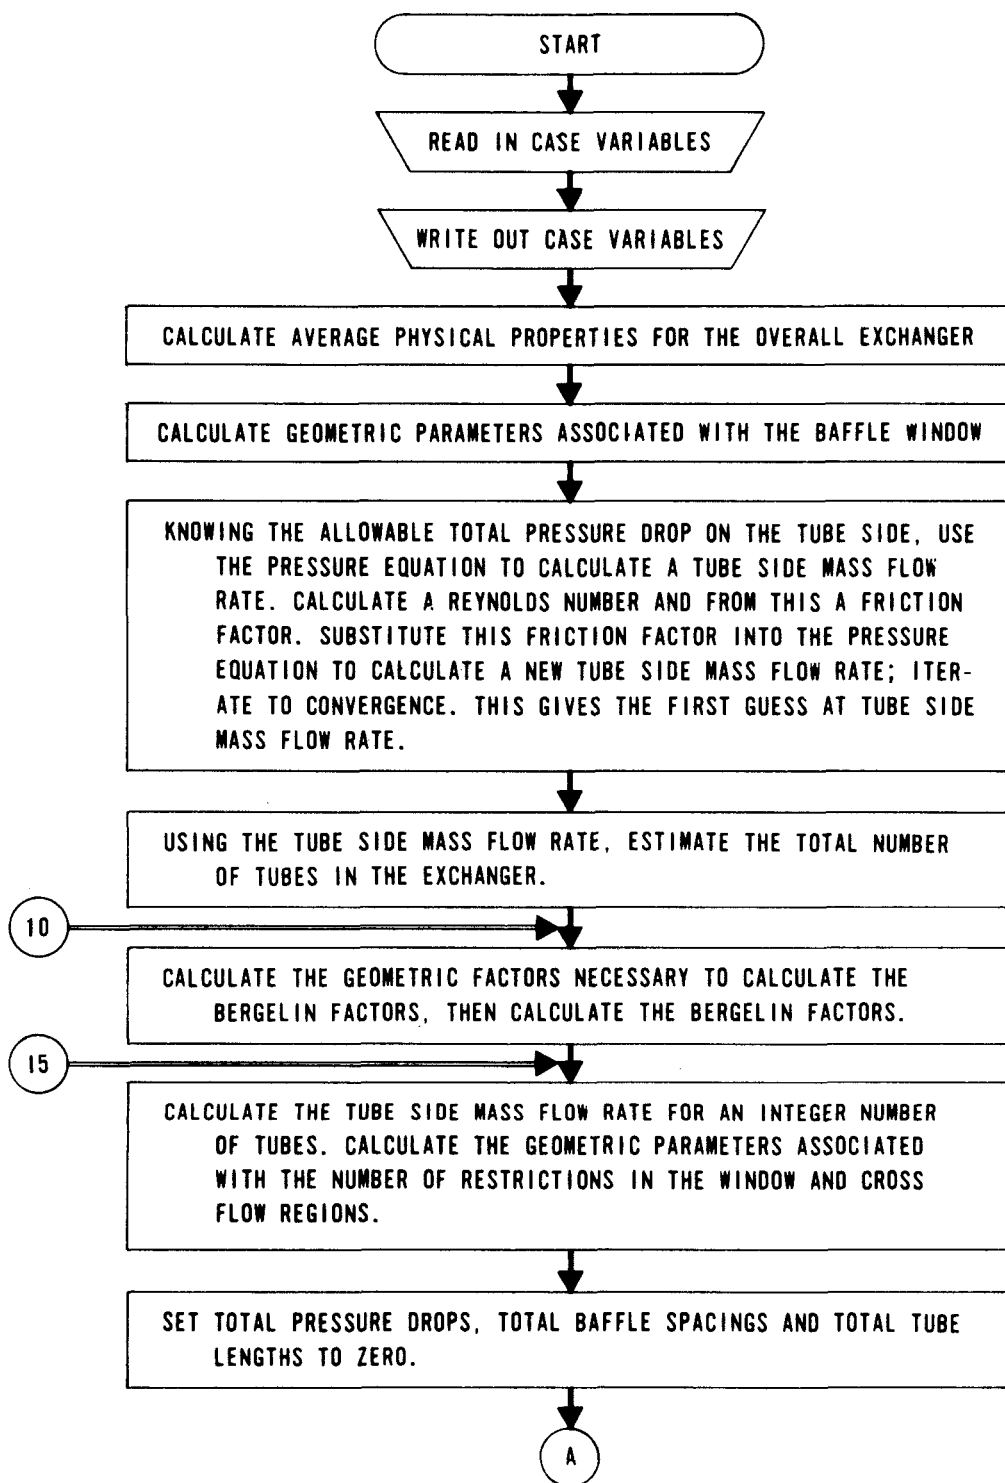 START
READ IN CASE VARIABLES
WRITE OUT CASE VARIABLES
CALCULATE AVERAGE PHYSICAL PROPERTIES FOR THE OVERALL EXCHANGER
CALCULATE GEOMETRIC PARAMETERS ASSOCIATED WITH THE BAFFLE WINDOW
KNOWING THE ALLOWABLE TOTAL PRESSURE DROP ON THE TUBE SIDE, USE
THE PRESSURE EQUATION TO CALCULATE A TUBE SIDE MASS FLOW
RATE. CALCULATE A REYNOLDS NUMBER AND FROM THIS A FRICTION
FACTOR. SUBSTITUTE THIS FRICTION FACTOR INTO THE PRESSURE
EQUATION TO CALCULATE A NEW TUBE SIDE MASS FLOW RATE; ITER-
ATE TO CONVERGENCE. THIS GIVES THE FIRST GUESS AT TUBE SIDE
MASS FLOW RATE.
USING THE TUBE SIDE MASS FLOW RATE, ESTIMATE THE TOTAL NUMBER
OF TUBES IN THE EXCHANGER.
10
CALCULATE THE GEOMETRIC FACTORS NECESSARY TO CALCULATE THE
BERGELIN FACTORS, THEN CALCULATE THE BERGELIN FACTORS.
15
CALCULATE THE TUBE SIDE MASS FLOW RATE FOR AN INTEGER NUMBER
OF TUBES. CALCULATE THE GEOMETRIC PARAMETERS ASSOCIATED
WITH THE NUMBER OF RESTRICTIONS IN THE WINDOW AND CROSS
FLOW REGIONS.
SET TOTAL PRESSURE DROPS, TOTAL BAFFLE SPACINGS AND TOTAL TUBE
LENGTHS TO ZERO.
A